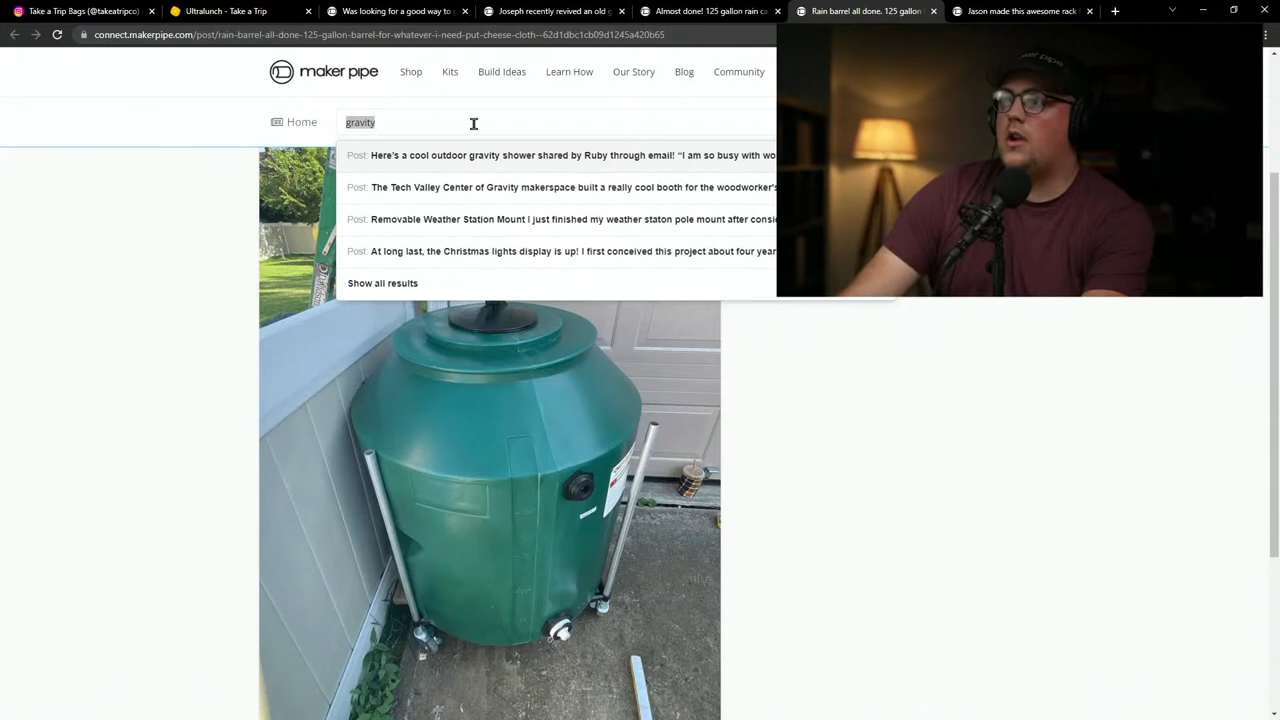 Take a Trip Bags (@takeatripco)
Ultralunch - Take a Trip
Was looking for a good way to g
Joseph recently revived an old g
Almost done! 125 gallon rain ca
Rain barrel all done. 125 gallon
Jason made this awesome rack
connect.makerpipe.com/post/rain-barrel-all-done-125-gallon-barrel-for-whatever-i-need-put-cheese-cloth--62d1dbc1cb09d1245a420b65
maker pipe
Shop
Kits
Build Ideas
Learn How
Our Story
Blog
Community
Home
gravity
Post: Here's a cool outdoor gravity shower shared by Ruby through email! "I am so busy with wo
Post: The Tech Valley Center of Gravity makerspace built a really cool booth for the woodworker's
Post: Removable Weather Station Mount I just finished my weather staton pole mount after consi
Post: At long last, the Christmas lights display is up! I first conceived this project about four year
Show all results